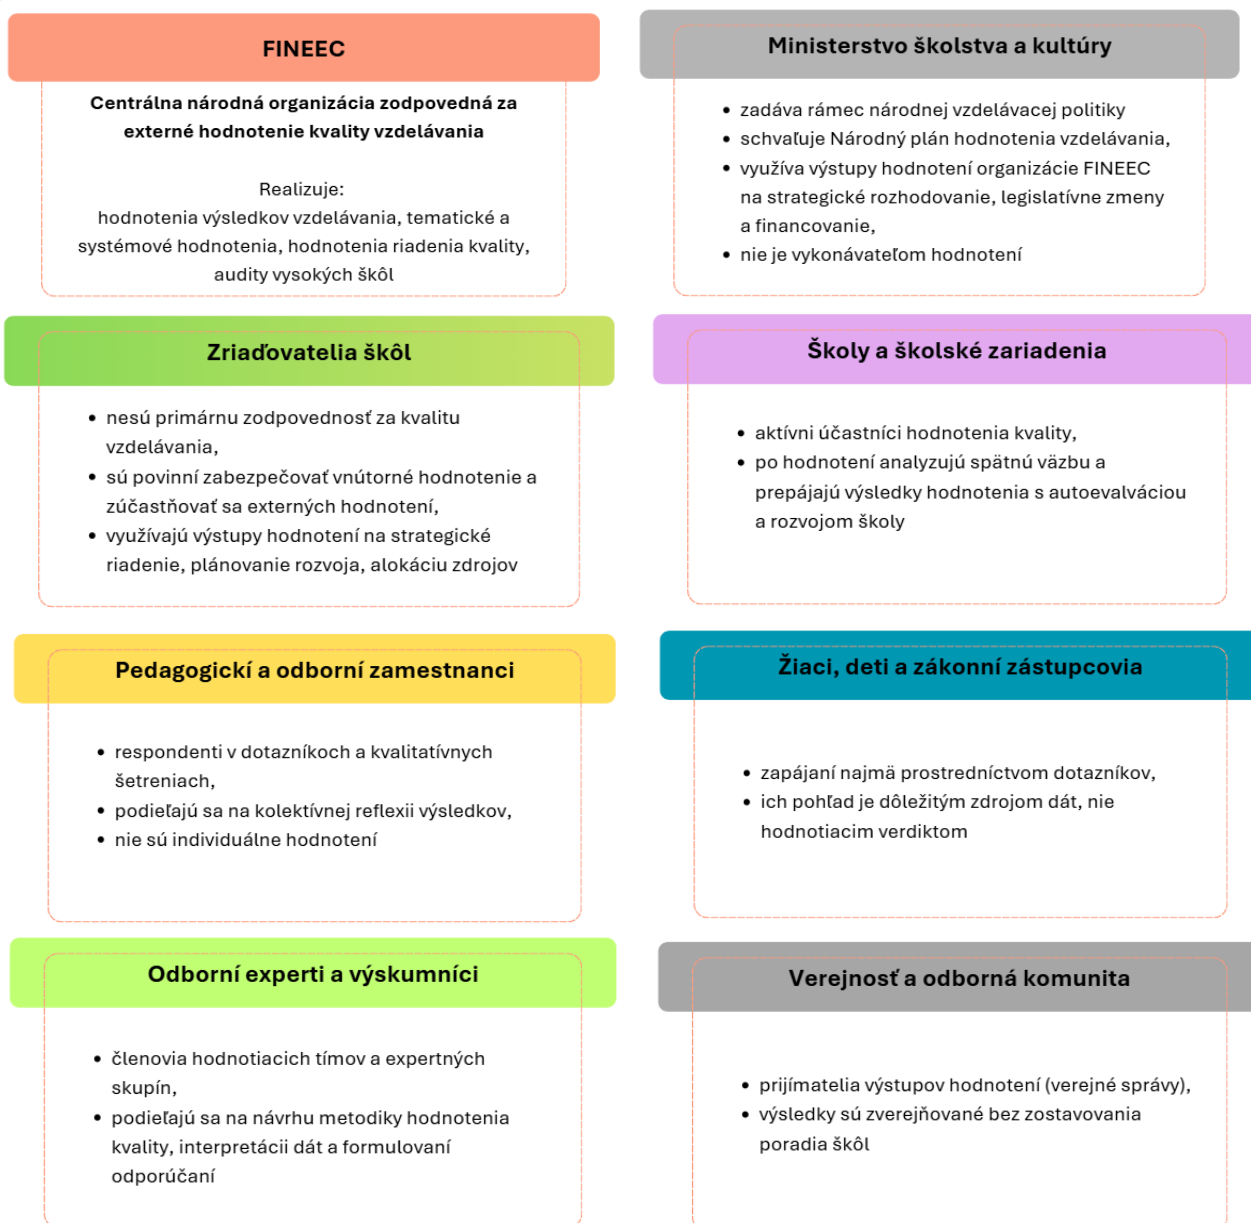 FINEEC
Centrálna národná organizácia zodpovedná za
externé hodnotenie kvality vzdelávania
Realizuje:
hodnotenia výsledkov vzdelávania, tematické a
systémové hodnotenia, hodnotenia riadenia kvality,
audity vysokých škôl
Ministerstvo školstva a kultúry
• zadáva rámec národnej vzdelávacej politiky
• schvaľuje Národný plán hodnotenia vzdelávania,
• využíva výstupy hodnotení organizácie FINEEC
na strategické rozhodovanie, legislatívne zmeny
a financovanie,
• nie je vykonávateľom hodnotení
Zriaďovatelia škôl
• nesú primárnu zodpovednosť za kvalitu
vzdelávania,
• sú povinní zabezpečovať vnútorné hodnotenie a
zúčastňovať sa externých hodnotení,
• využívajú výstupy hodnotení na strategické
riadenie, plánovanie rozvoja, alokáciu zdrojov
Školy a školské zariadenia
• aktívni účastníci hodnotenia kvality,
• po hodnotení analyzujú spätnú väzbu a
prepájajú výsledky hodnotenia s autoevalváciou
a rozvojom školy
Pedagogickí a odborní zamestnanci
• respondenti v dotazníkoch a kvalitatívnych
šetreniach,
• podieľajú sa na kolektívnej reflexii výsledkov,
• nie sú individuálne hodnotení
Žiaci, deti a zákonní zástupcovia
• zapájaní najmä prostredníctvom dotazníkov,
• ich pohľad je dôležitým zdrojom dát, nie
hodnotiacim verdiktom
Odborní experti a výskumníci
• členovia hodnotiacich tímov a expertných
skupín,
• podieľajú sa na návrhu metodiky hodnotenia
kvality, interpretácii dát a formulovaní
odporúčaní
Verejnosť a odborná komunita
• prijímatelia výstupov hodnotení (verejné správy),
• výsledky sú zverejňované bez zostavovania
poradia škôl